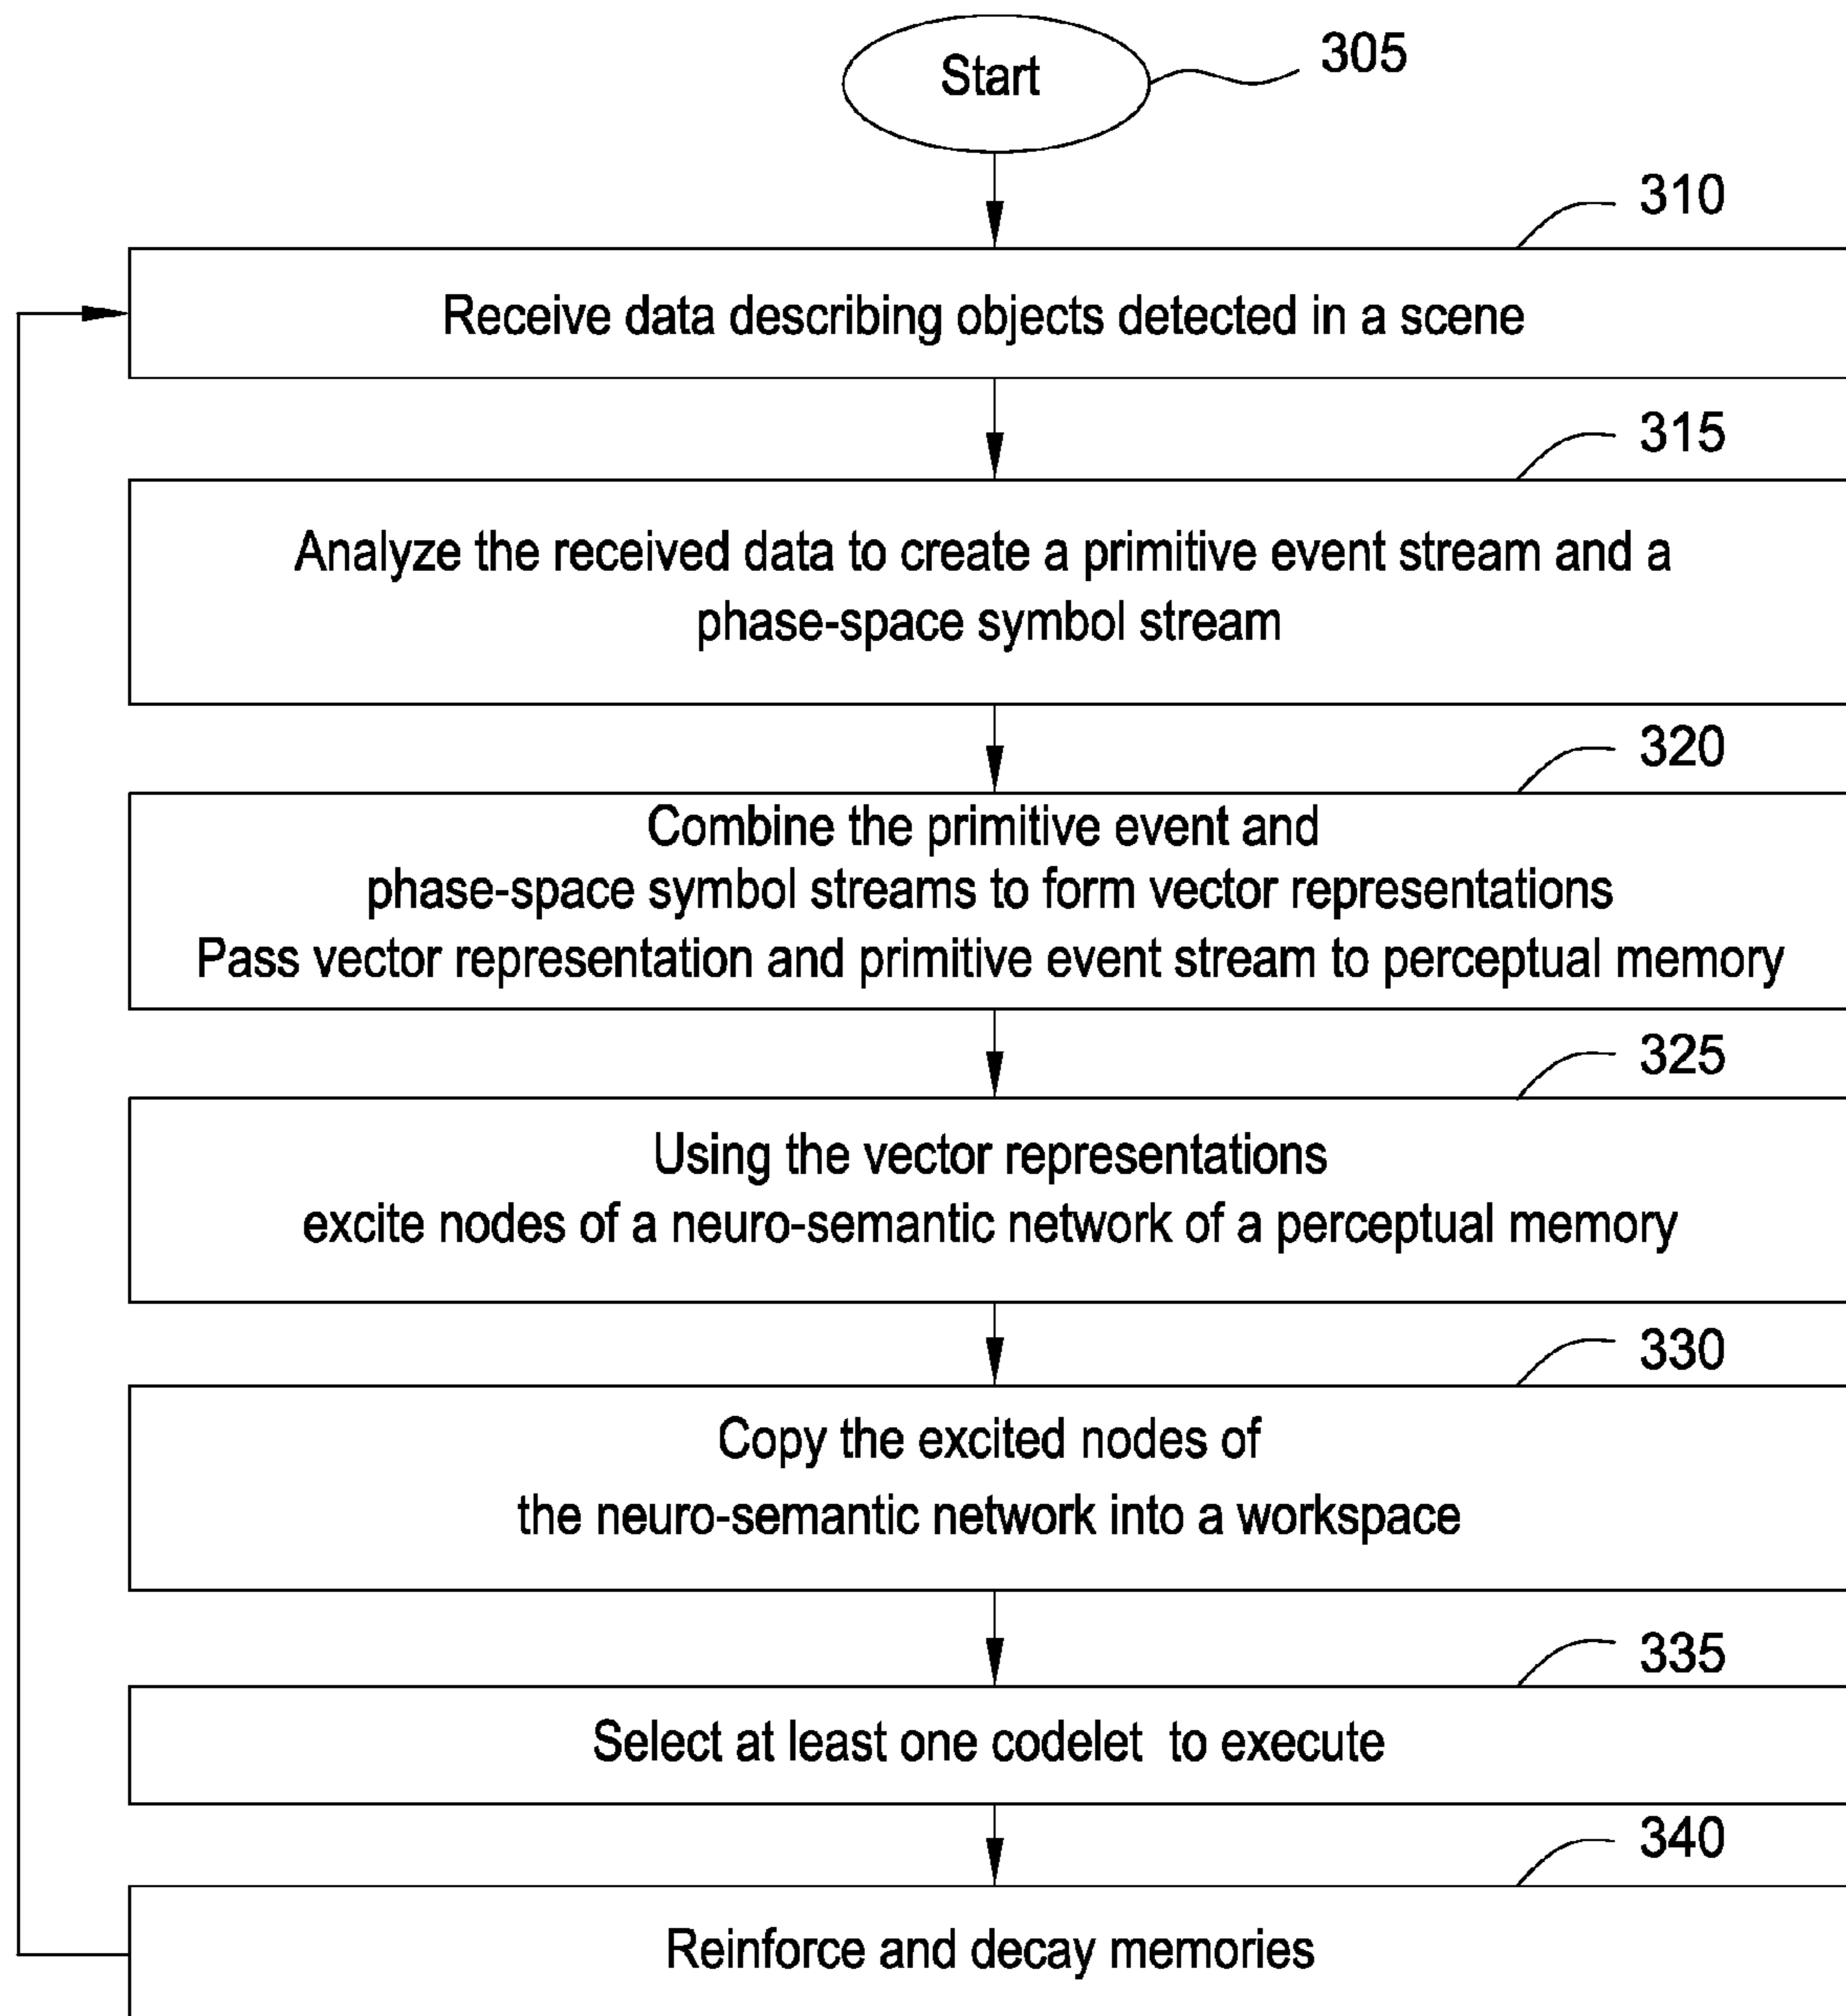 Start
305
310
Receive data describing objects detected in a scene
315
Analyze the received data to create a primitive event stream and a
phase-space symbol stream
320
Combine the primitive event and
phase-space symbol streams to form vector representations
Pass vector representation and primitive event stream to perceptual memory
325
Using the vector representations
excite nodes of a neuro-semantic network of a perceptual memory
330
Copy the excited nodes of
the neuro-semantic network into a workspace
335
Select at least one codelet to execute
340
Reinforce and decay memories